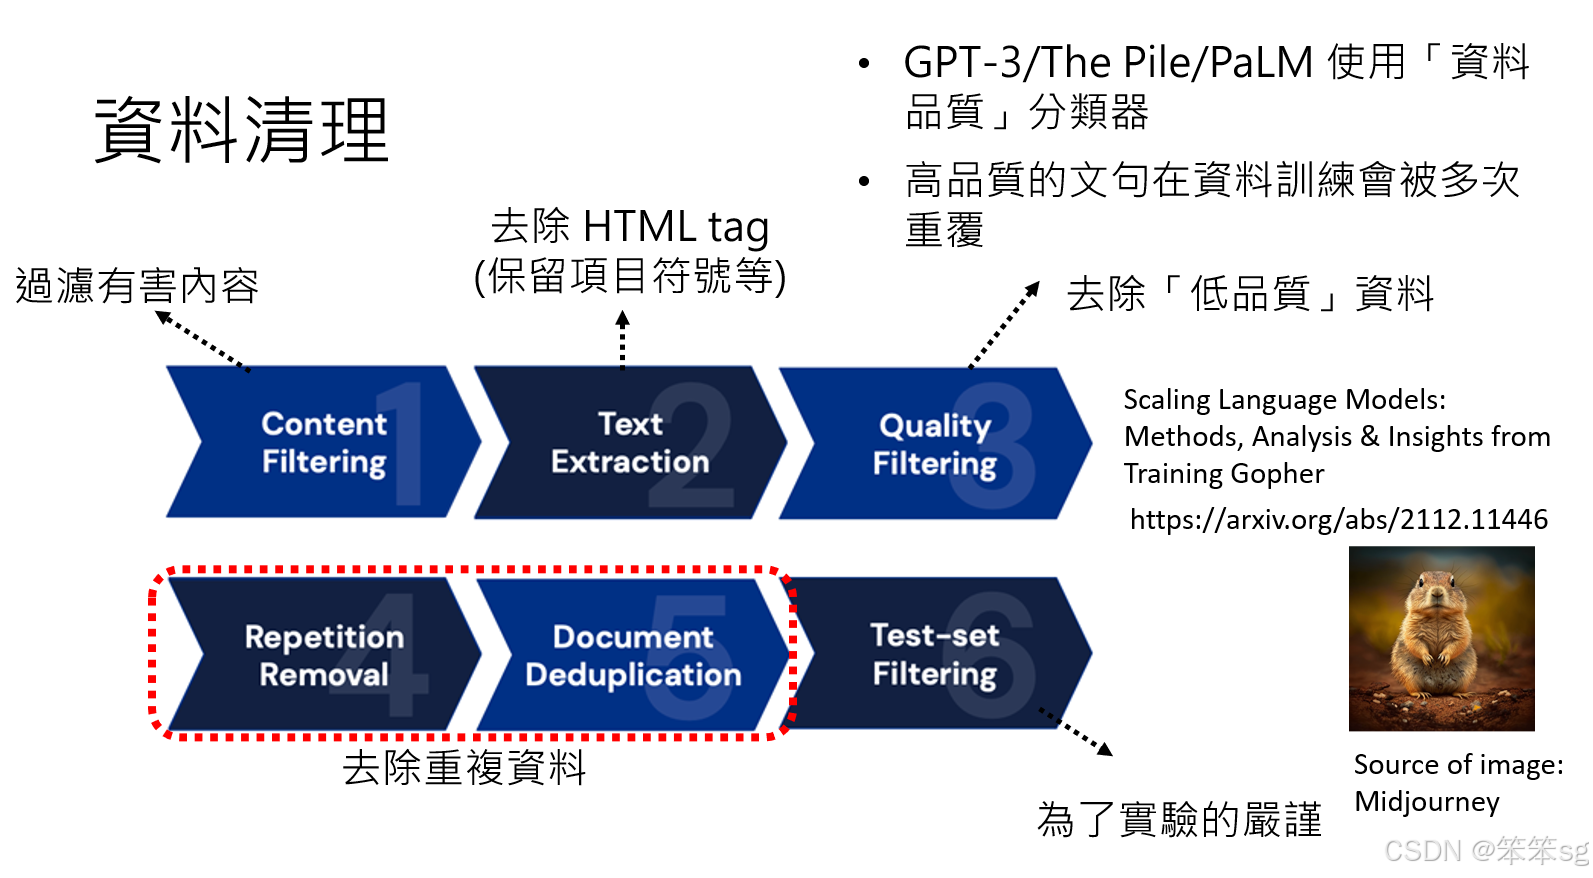 資料清理
• GPT-3/The Pile/PaLM 使用「資料
品質」分類器
• 高品質的文句在資料訓練會被多次
重覆
去除 HTML tag
(保留項目符號等)
過濾有害內容
去除「低品質」資料
1
Content
Filtering
2
Text
Extraction
3
Quality
Filtering
Scaling Language Models:
Methods, Analysis & Insights from
Training Gopher
https://arxiv.org/abs/2112.11446
4
Repetition
Removal
5
Document
Deduplication
6
Test-set
Filtering
去除重複資料
為了實驗的嚴謹
Source of image:
Midjourney
CSDN @笨笨sg